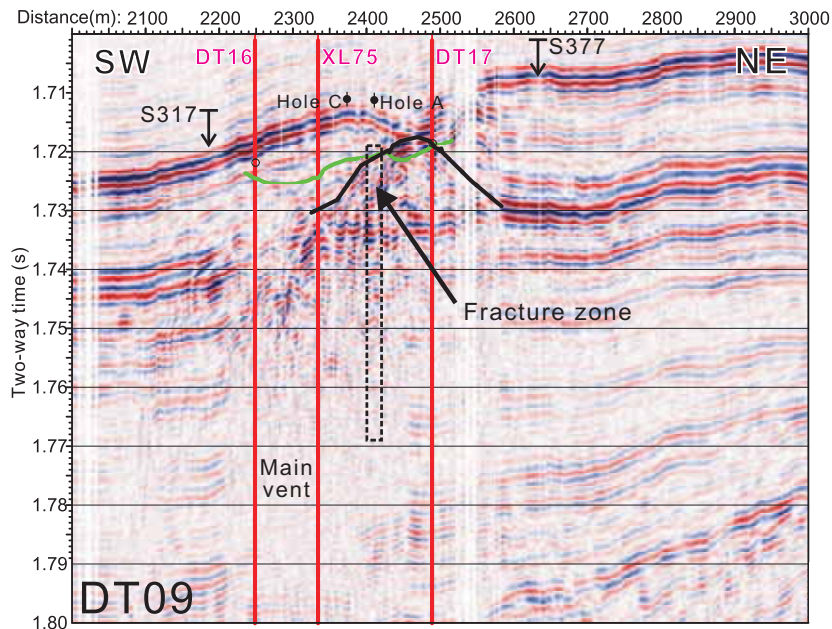 Distance(m): 2100 2200 2300 2400 2500 2600 2700 2800 2900 3000
SW DT16 XL75 DT17 S377 NE
Hole C Hole A
S317
1.71
1.72
1.73
1.74
1.75
1.76
1.77
1.78
1.79
1.80
Two-way time (s)
Fracture zone
Main
vent
DT09